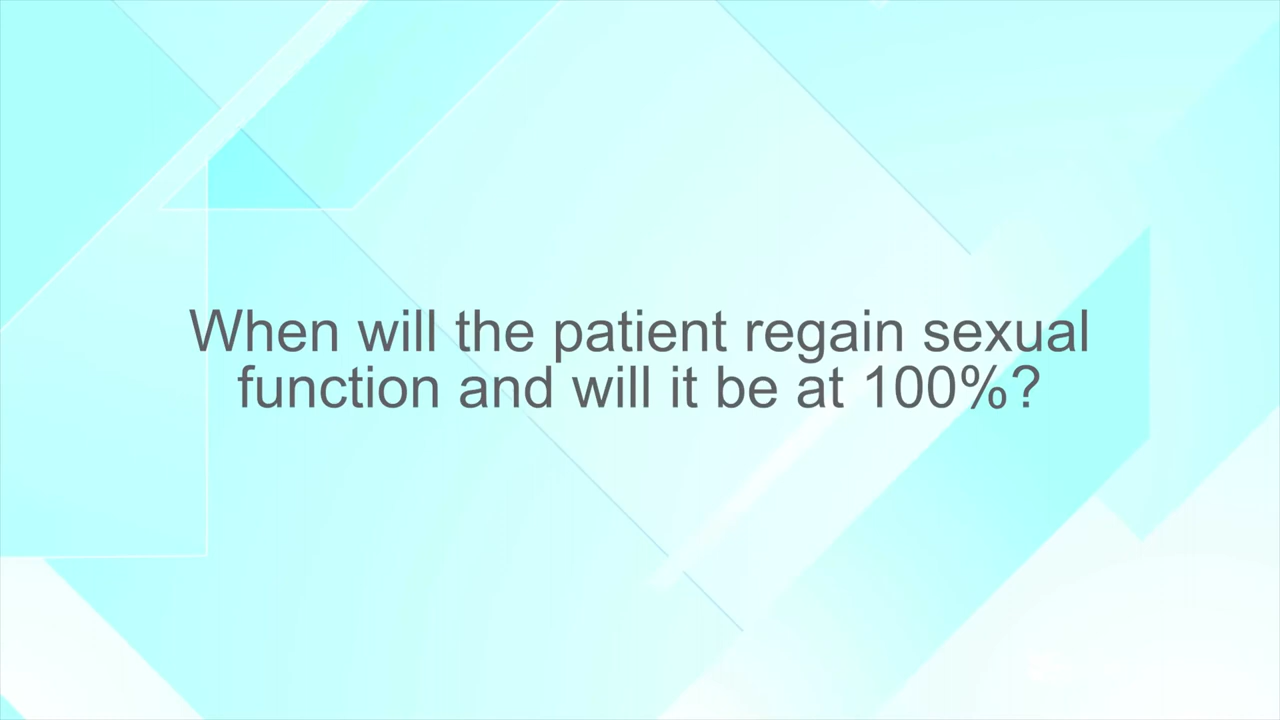 When will the patient regain sexual
function and will it be at 100%?